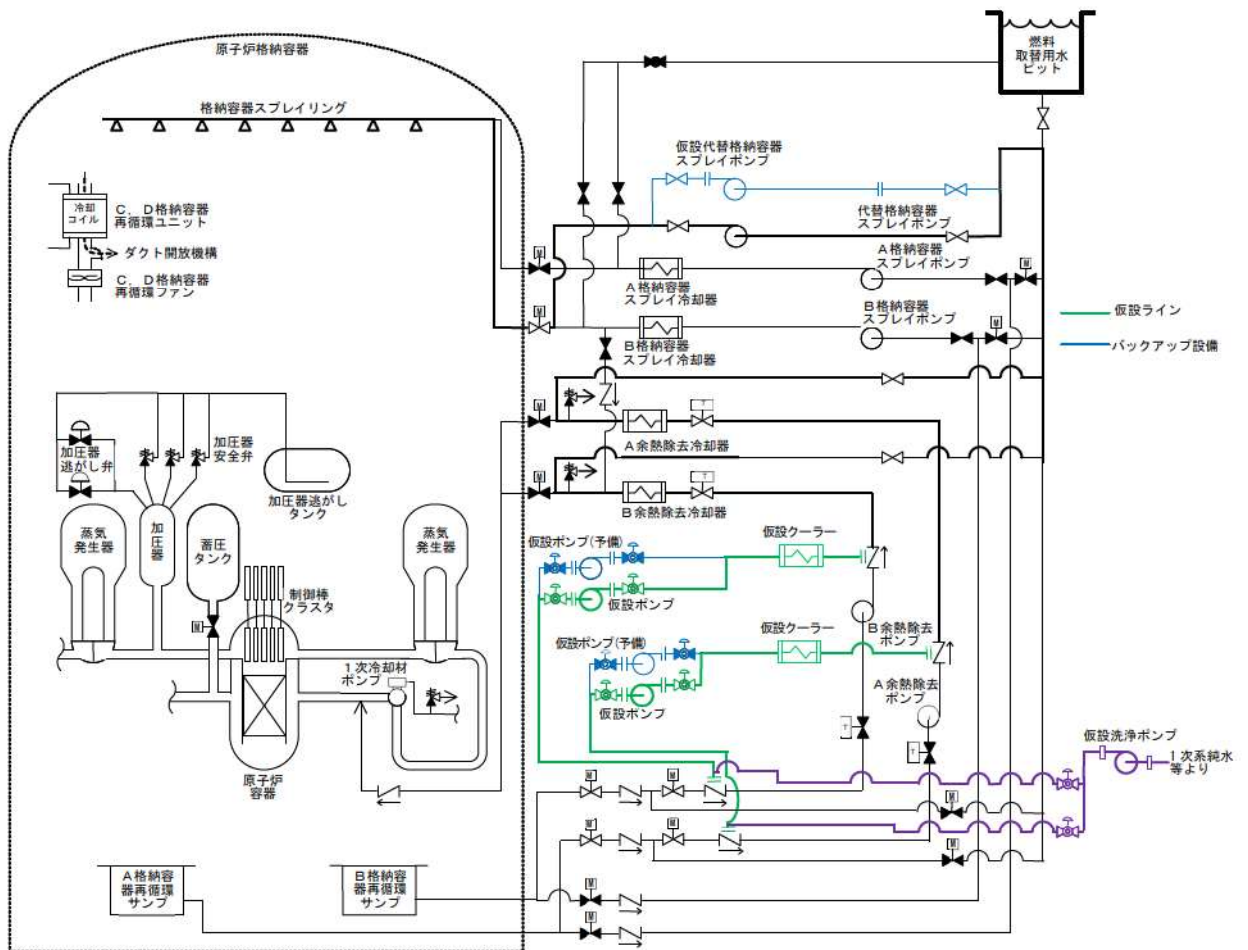 原子炉格納容器
格納容器スプレイリング
冷却
コイル
C,D格納容器
再循環ユニット
ダクト開放機構
C,D格納容器
再循環ファン
燃料
取替用水
ピット
仮設代替格納容器
スプレイポンプ
代替格納容器
スプレイポンプ
A格納容器
スプレイポンプ
M
M
A格納容器
スプレイ冷却器
B格納容器
スプレイポンプ
M
M
B格納容器
スプレイ冷却器
仮設ライン
バックアップ設備
加圧器
逃がし弁
加圧器
安全弁
加圧器逃がし
タンク
M
T
A余熱除去冷却器
M
T
B余熱除去冷却器
蒸気
発生器
加
圧
器
蓄圧
タンク
蒸気
発生器
制御棒
クラスタ
M
1次冷却材
ポンプ
原子炉
容器
仮設ポンプ(予備)
仮設クーラー
仮設ポンプ
B余熱除去
ポンプ
仮設ポンプ(予備)
仮設クーラー
仮設ポンプ
A余熱除去
ポンプ
T
T
仮設洗浄ポンプ
1次系純水
等より
M
M
M
M
M
M
A格納容
器再循環
サンプ
B格納容
器再循環
サンプ
M
M